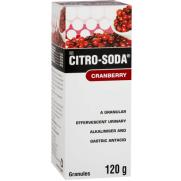 CITRO-SODA®
CRANBERRY
A GRANULAR
EFFERVESCENT URINARY
ALKALINISER AND
GASTRIC ANTACID
Granules
120 g